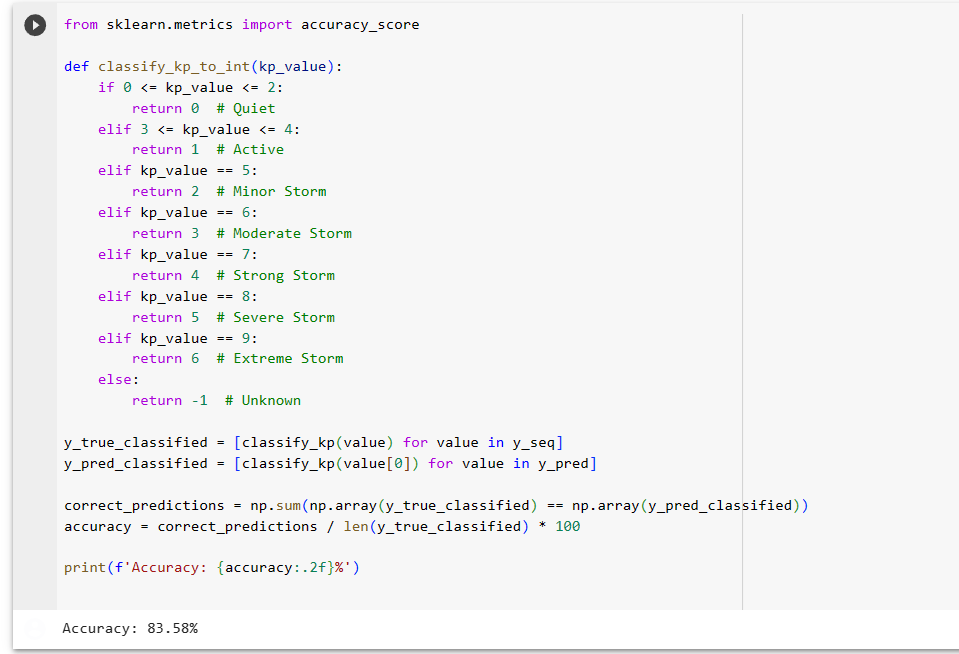 from sklearn.metrics import accuracy_score
def classify_kp_to_int(kp_value):
    if 0 <= kp_value <= 2:
        return 0  # Quiet
    elif 3 <= kp_value <= 4:
        return 1  # Active
    elif kp_value == 5:
        return 2  # Minor Storm
    elif kp_value == 6:
        return 3  # Moderate Storm
    elif kp_value == 7:
        return 4  # Strong Storm
    elif kp_value == 8:
        return 5  # Severe Storm
    elif kp_value == 9:
        return 6  # Extreme Storm
    else:
        return -1  # Unknown
y_true_classified = [classify_kp(value) for value in y_seq]
y_pred_classified = [classify_kp(value[0]) for value in y_pred]
correct_predictions = np.sum(np.array(y_true_classified) == np.array(y_pred_classified))
accuracy = correct_predictions / len(y_true_classified) * 100
print(f'Accuracy: {accuracy:.2f}%')
Accuracy: 83.58%